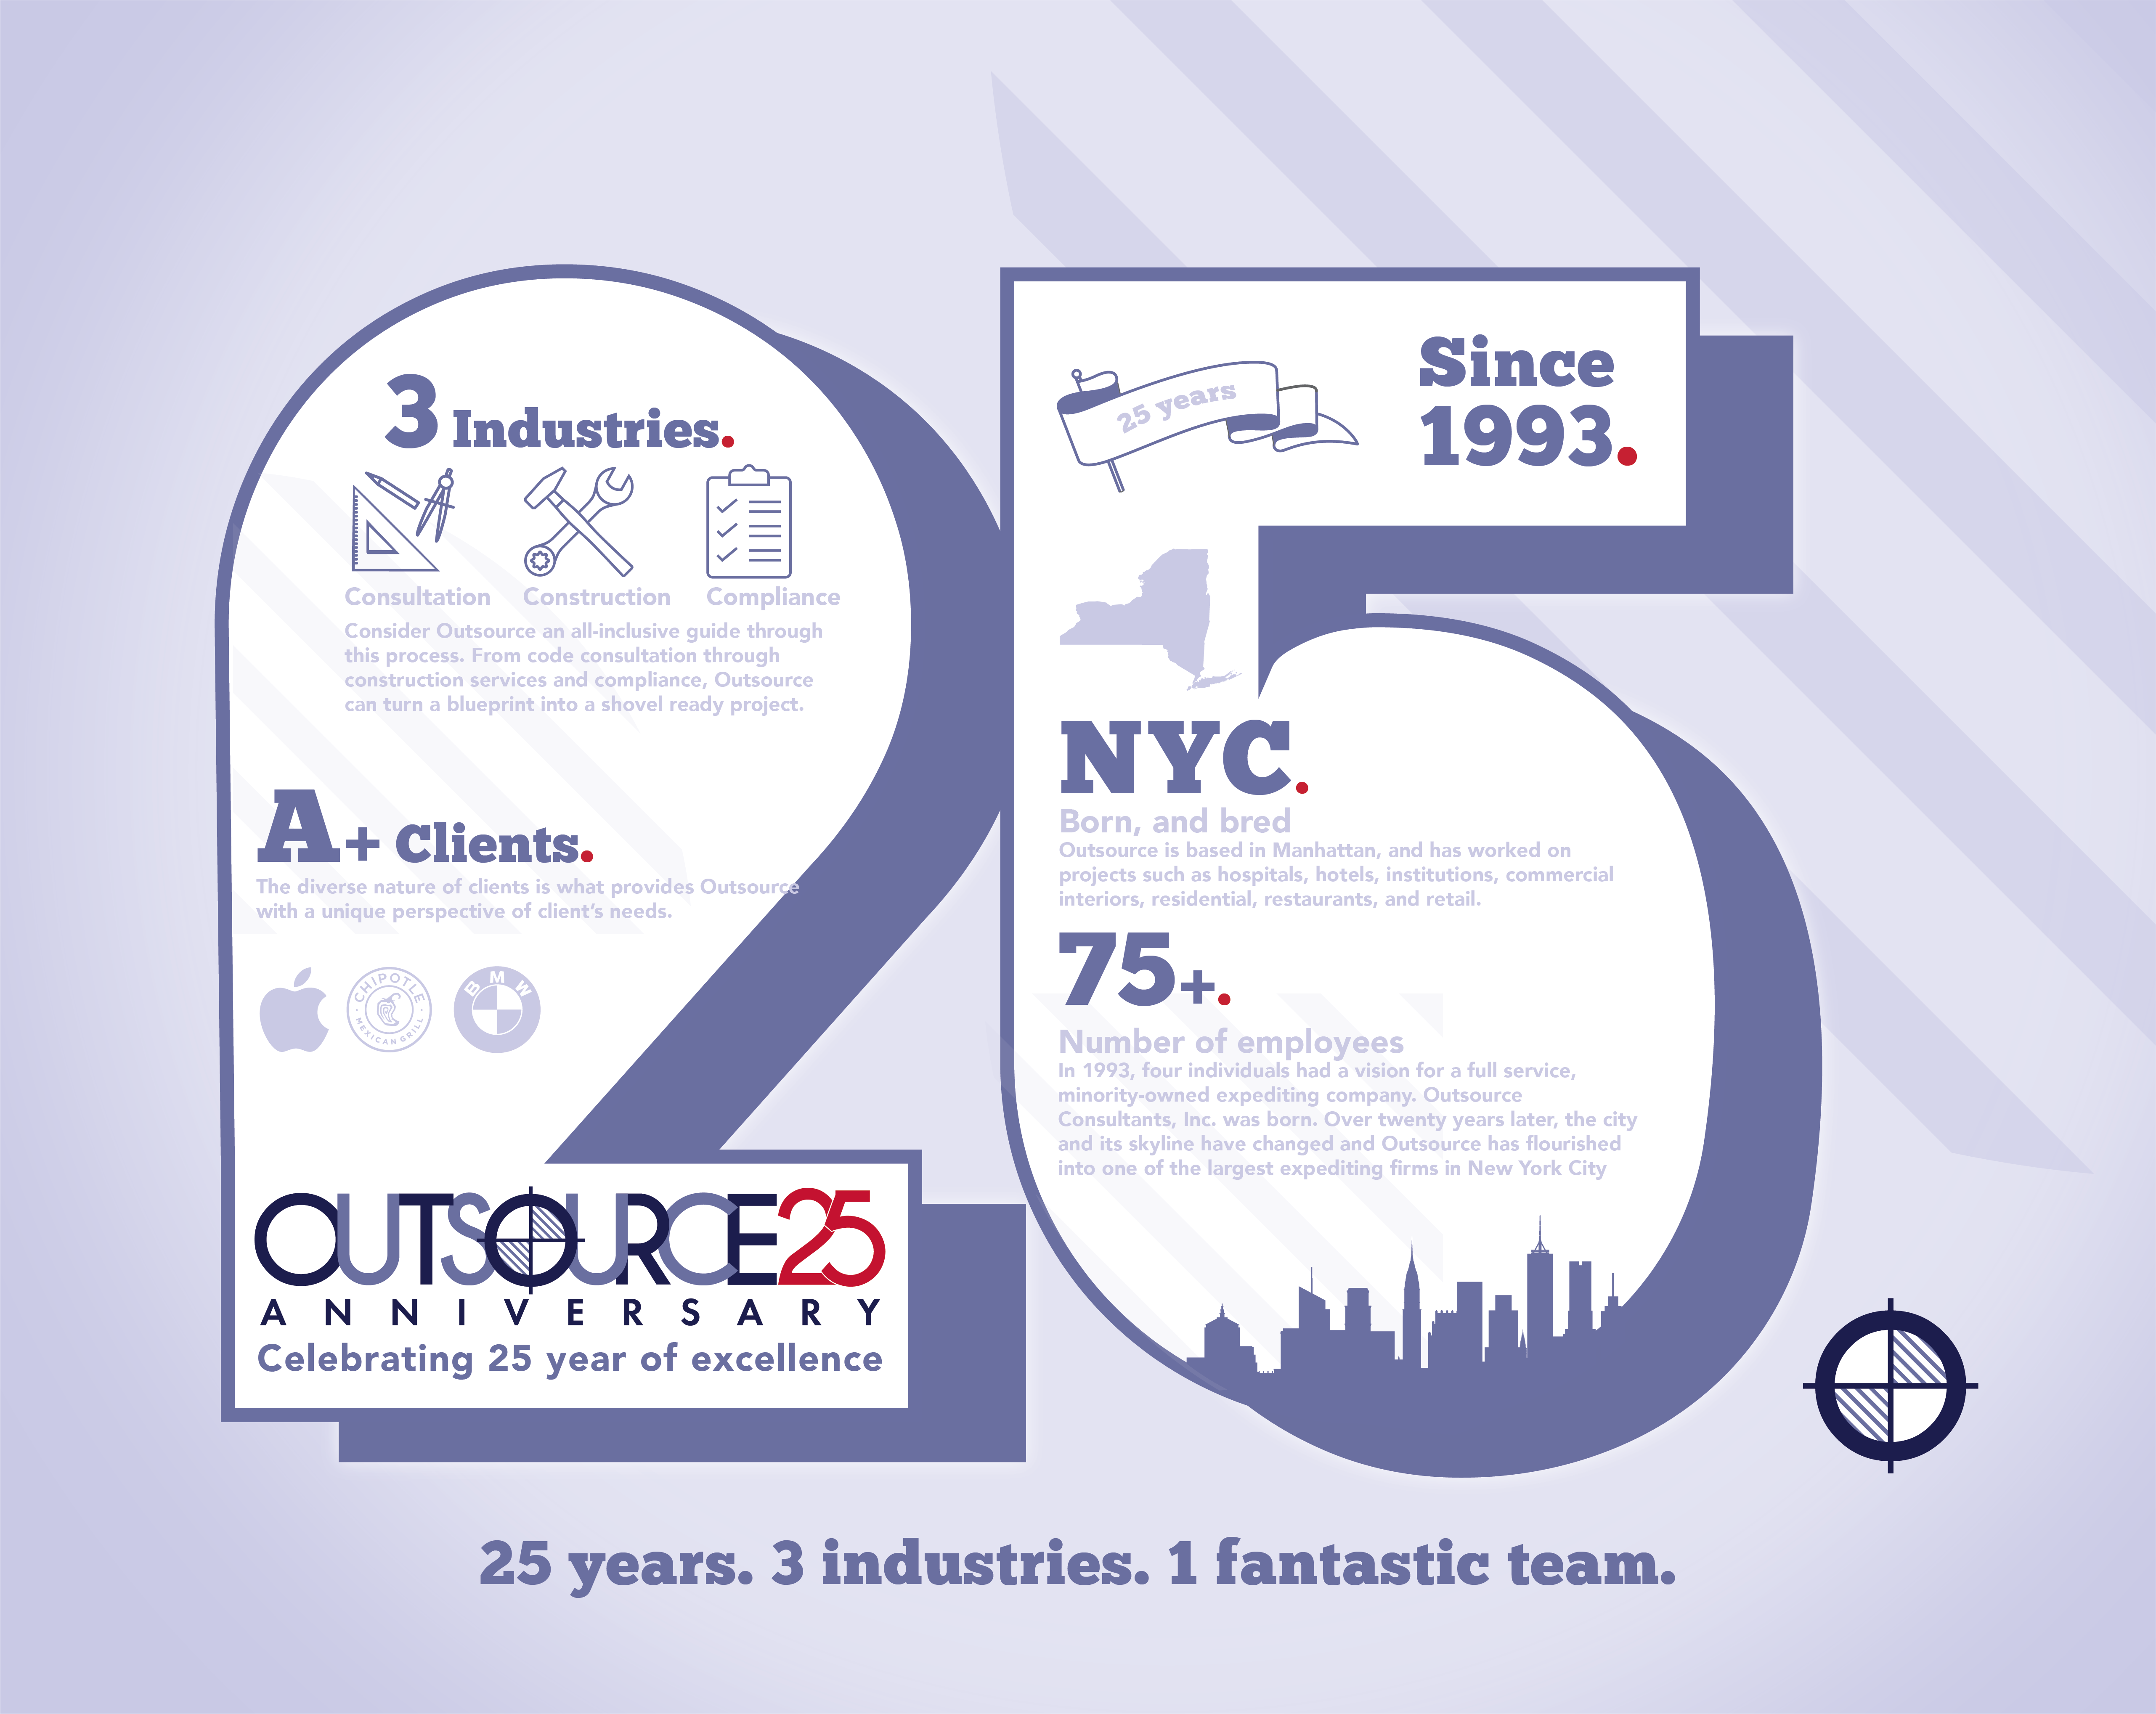 3 Industries.
Consultation
Construction
Compliance
Consider Outsource an all-inclusive guide through
this process. From code consultation through
construction services and compliance, Outsource
can turn a blueprint into a shovel ready project.
A+ Clients.
The diverse nature of clients is what provides Outsource
with a unique perspective of client's needs.
CHIPOTLE
MEXICAN GRILL
BMW
OUTSOURCE25
ANNIVERSARY
Celebrating 25 year of excellence
25 years
Since
1993.
NYC.
Born, and bred
Outsource is based in Manhattan, and has worked on
projects such as hospitals, hotels, institutions, commercial
interiors, residential, restaurants, and retail.
75+.
Number of employees
In 1993, four individuals had a vision for a full service,
minority-owned expediting company. Outsource
Consultants, Inc. was born. Over twenty years later, the city
and its skyline have changed and Outsource has flourished
into one of the largest expediting firms in New York City
25 years. 3 industries. 1 fantastic team.